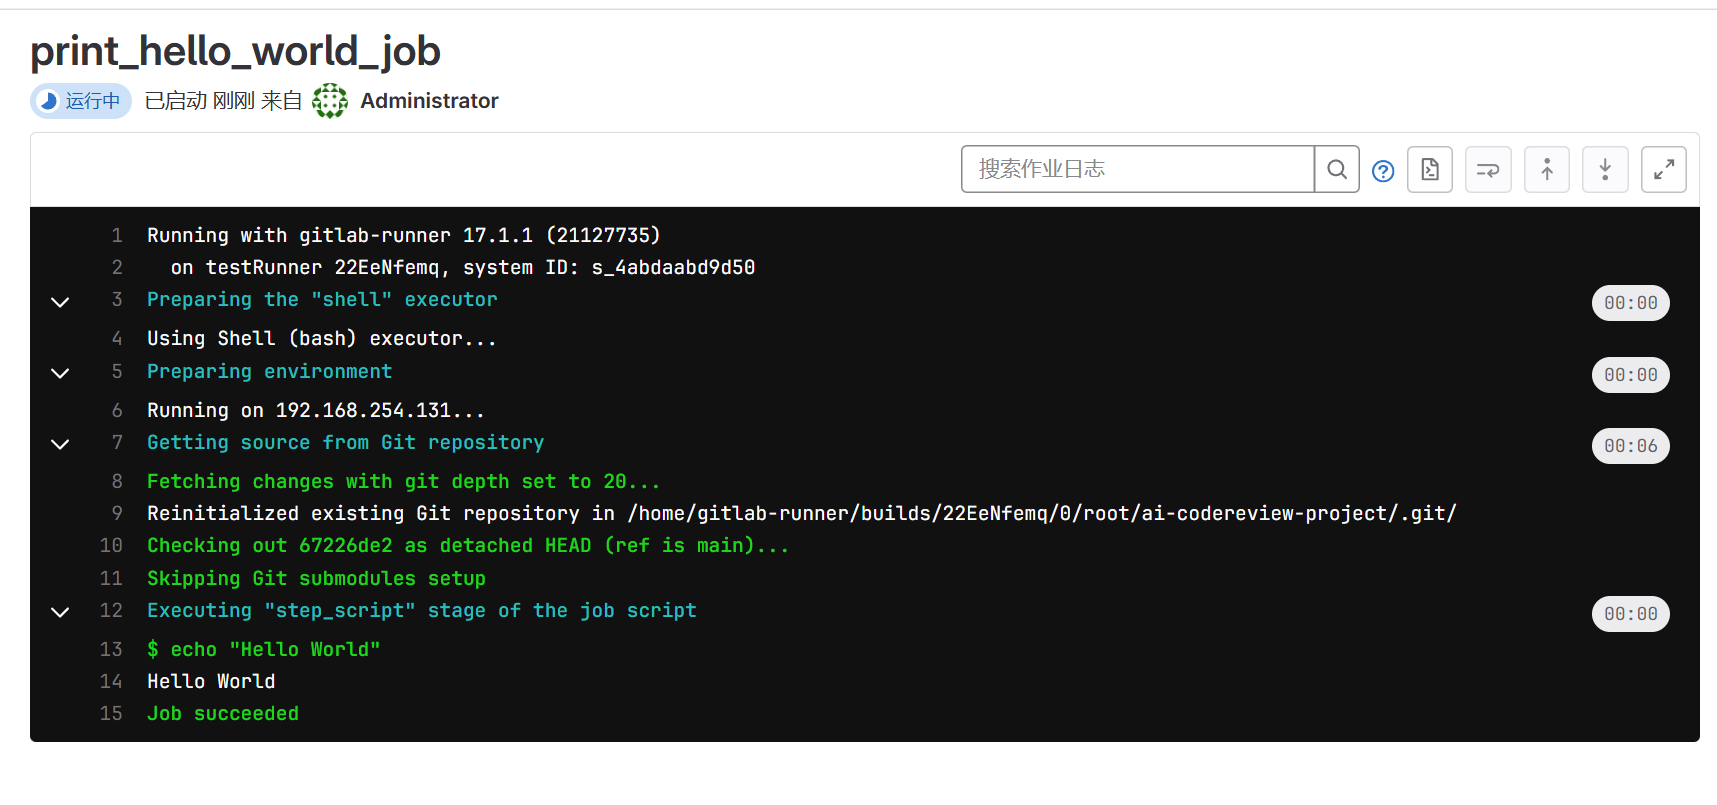 print_hello_world_job
运行中 已启动 刚刚 来自 Administrator
搜索作业日志
1 Running with gitlab-runner 17.1.1 (21127735)
2 on testRunner 22EeNfemq, system ID: s_4abdaabd9d50
3 Preparing the "shell" executor 00:00
4 Using Shell (bash) executor...
5 Preparing environment 00:00
6 Running on 192.168.254.131...
7 Getting source from Git repository 00:06
8 Fetching changes with git depth set to 20...
9 Reinitialized existing Git repository in /home/gitlab-runner/builds/22EeNfemq/0/root/ai-codereview-project/.git/
10 Checking out 67226de2 as detached HEAD (ref is main)...
11 Skipping Git submodules setup
12 Executing "step_script" stage of the job script 00:00
13 $ echo "Hello World"
14 Hello World
15 Job succeeded